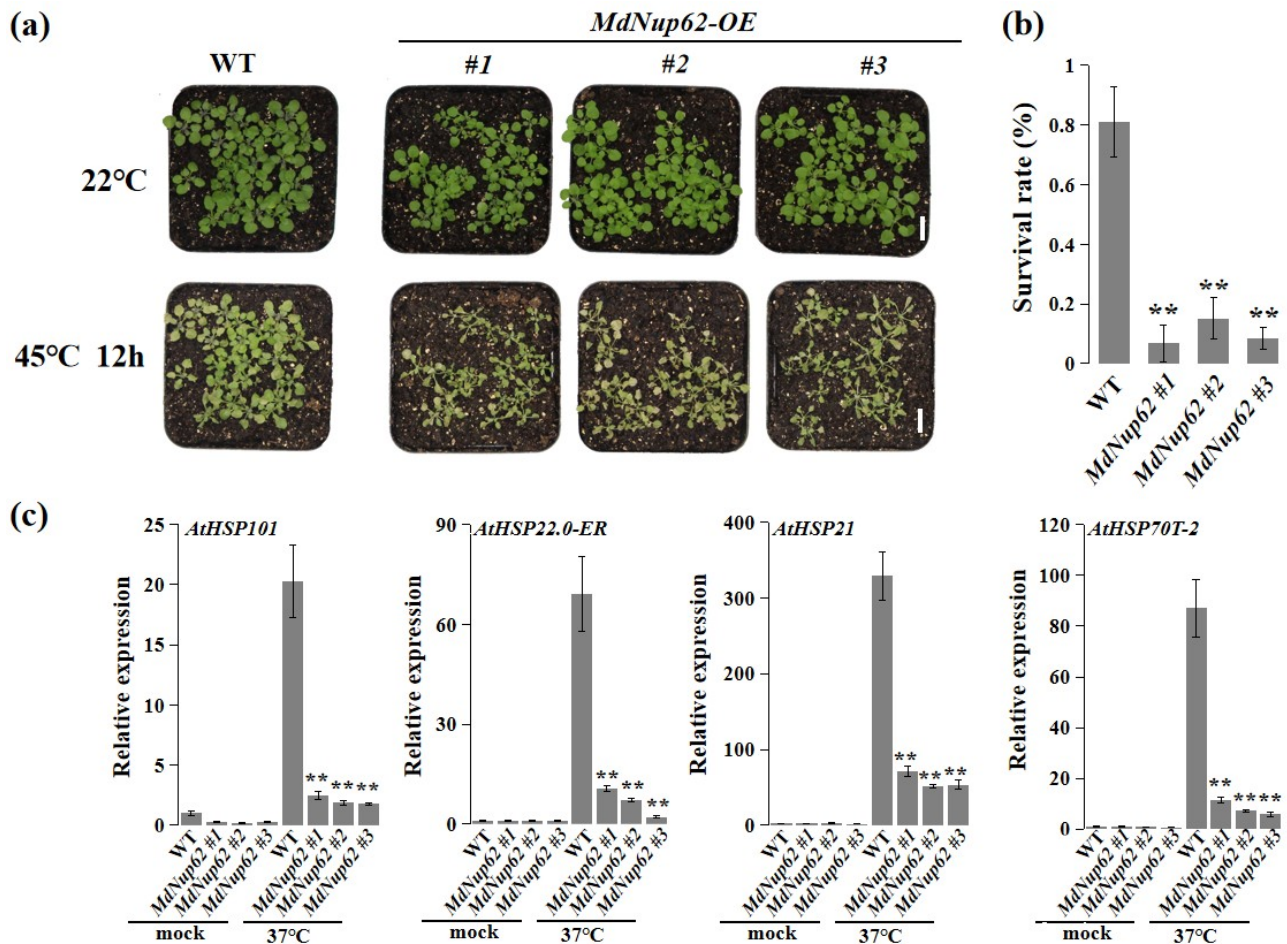 (a)
MdNup62-OE
WT
#1
#2
#3
22°C
45°C 12h
(b)
Survival rate (%)
1
0.8
0.6
0.4
0.2
0
**
**
**
WT
MdNup62 #1
MdNup62 #2
MdNup62 #3
(c)
AtHSP101
Relative expression
25
20
15
10
5
0
** ** **
WT
MdNup62 #1
MdNup62 #2
MdNup62 #3
WT
MdNup62 #1
MdNup62 #2
MdNup62 #3
mock
37°C
AtHSP22.0-ER
Relative expression
90
60
30
0
**
**
**
WT
MdNup62 #1
MdNup62 #2
MdNup62 #3
WT
MdNup62 #1
MdNup62 #2
MdNup62 #3
mock
37°C
AtHSP21
Relative expression
400
300
200
100
0
**
**
**
WT
MdNup62 #1
MdNup62 #2
MdNup62 #3
WT
MdNup62 #1
MdNup62 #2
MdNup62 #3
mock
37°C
AtHSP70T-2
Relative expression
120
100
80
60
40
20
0
**
**
**
WT
MdNup62 #1
MdNup62 #2
MdNup62 #3
WT
MdNup62 #1
MdNup62 #2
MdNup62 #3
mock
37°C